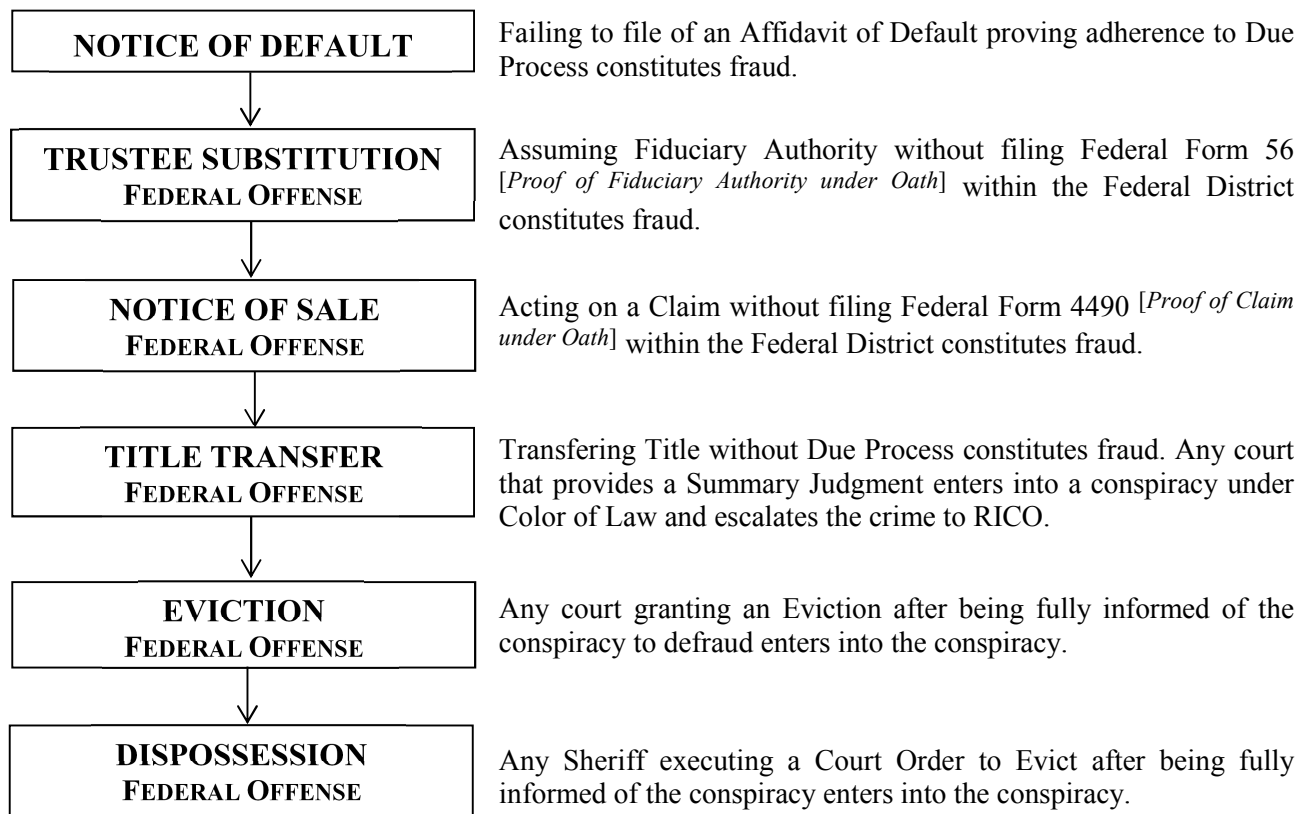 NOTICE OF DEFAULT
Failing to file of an Affidavit of Default proving adherence to Due
Process constitutes fraud.
TRUSTEE SUBSTITUTION
FEDERAL OFFENSE
Assuming Fiduciary Authority without filing Federal Form 56
[Proof of Fiduciary Authority under Oath] within the Federal District
constitutes fraud.
NOTICE OF SALE
FEDERAL OFFENSE
Acting on a Claim without filing Federal Form 4490 [Proof of Claim
under Oath] within the Federal District constitutes fraud.
TITLE TRANSFER
FEDERAL OFFENSE
Transfering Title without Due Process constitutes fraud. Any court
that provides a Summary Judgment enters into a conspiracy under
Color of Law and escalates the crime to RICO.
EVICTION
FEDERAL OFFENSE
Any court granting an Eviction after being fully informed of the
conspiracy to defraud enters into the conspiracy.
DISPOSSESSION
FEDERAL OFFENSE
Any Sheriff executing a Court Order to Evict after being fully
informed of the conspiracy enters into the conspiracy.